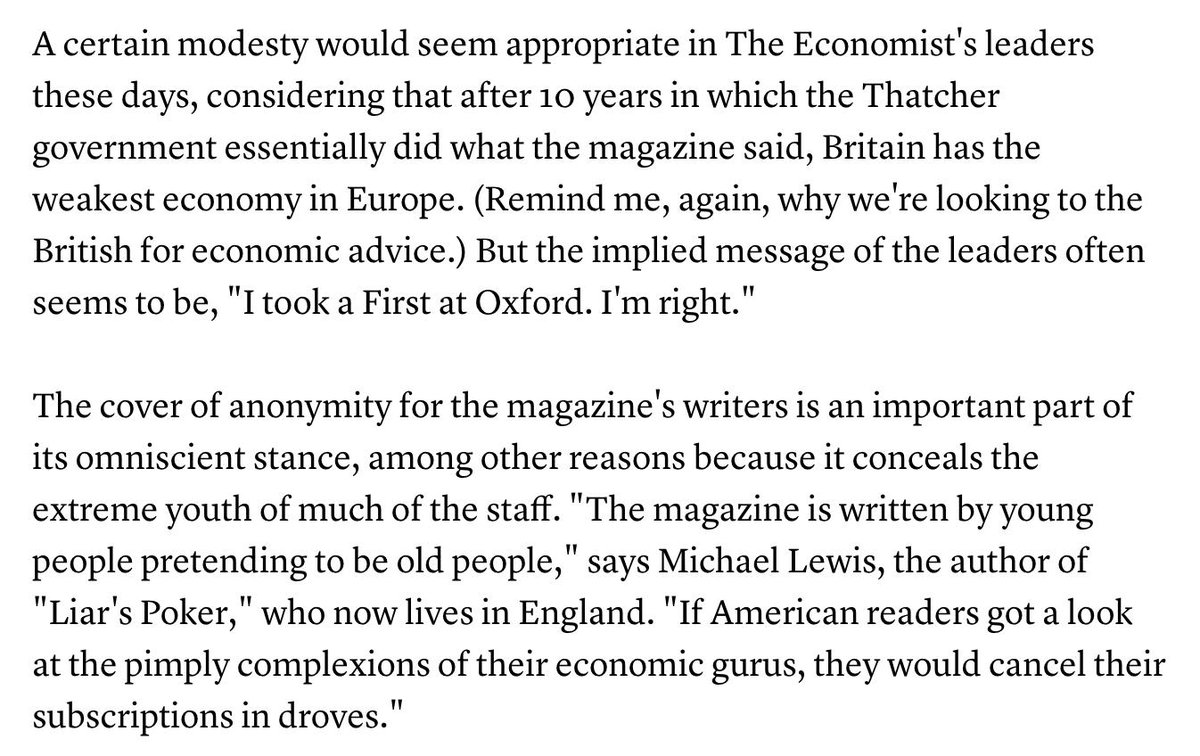 A certain modesty would seem appropriate in The Economist's leaders
these days, considering that after 10 years in which the Thatcher
government essentially did what the magazine said, Britain has the
weakest economy in Europe. (Remind me, again, why we're looking to the
British for economic advice.) But the implied message of the leaders often
seems to be, "I took a First at Oxford. I'm right."
The cover of anonymity for the magazine's writers is an important part of
its omniscient stance, among other reasons because it conceals the
extreme youth of much of the staff. "The magazine is written by young
people pretending to be old people," says Michael Lewis, the author of
"Liar's Poker," who now lives in England. "If American readers got a look
at the pimply complexions of their economic gurus, they would cancel their
subscriptions in droves."